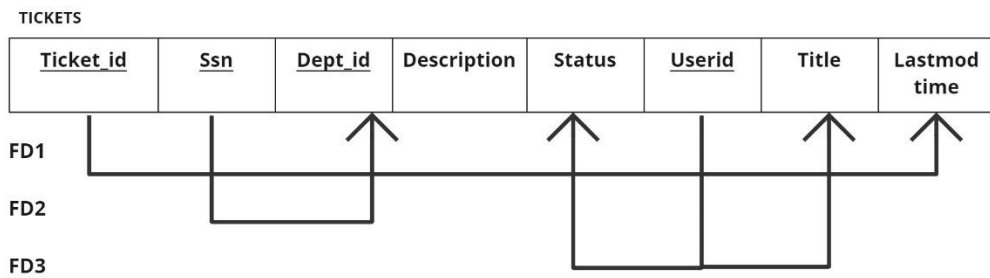 TICKETS
Ticket_id Ssn Dept_id Description Status Userid Title Lastmod
time
FD1
FD2
FD3